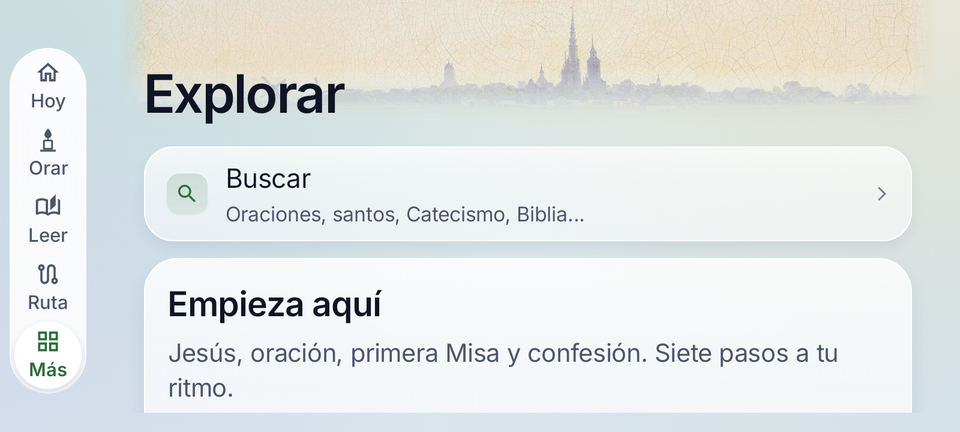 Hoy
Orar
Leer
Ruta
Más
Explorar
Buscar
Oraciones, santos, Catecismo, Biblia...
Empieza aquí
Jesús, oración, primera Misa y confesión. Siete pasos a tu
ritmo.